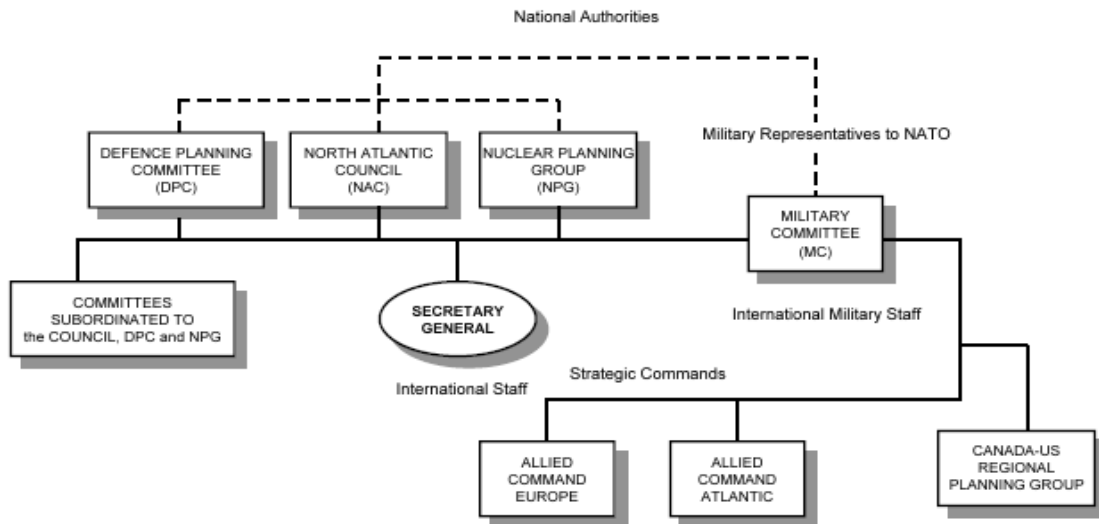 National Authorities
Military Representatives to NATO
DEFENCE PLANNING
COMMITTEE
(DPC)
NORTH ATLANTIC
COUNCIL
(NAC)
NUCLEAR PLANNING
GROUP
(NPG)
MILITARY
COMMITTEE
(MC)
COMMITTEES
SUBORDINATED TO
the COUNCIL, DPC and NPG
SECRETARY
GENERAL
International Military Staff
International Staff
Strategic Commands
ALLIED
COMMAND
EUROPE
ALLIED
COMMAND
ATLANTIC
CANADA-US
REGIONAL
PLANNING GROUP